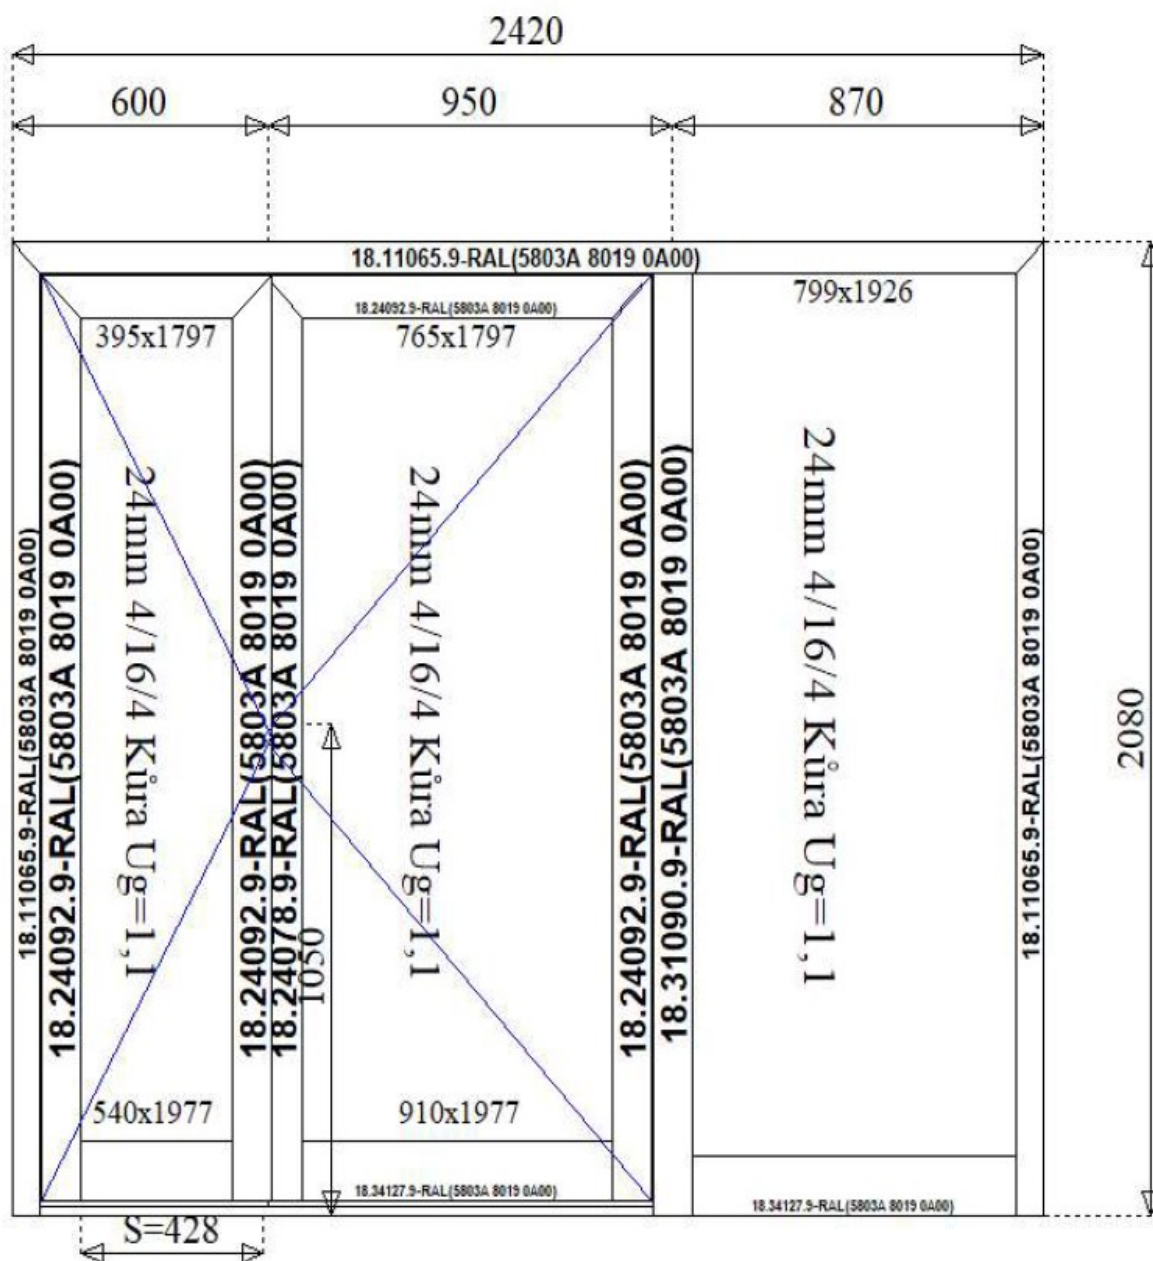 2420
600
950
870
18.11065.9-RAL(5803A 8019 0A00)
799x1926
18.24092.9-RAL(5803A 8019 0A00)
395x1797
765x1797
18.11065.9-RAL(5803A 8019 0A00)
18.24092.9-RAL(5803A 8019 0A00)
24mm 4/16/4 Kůra Ug=1,1
18.24092.9-RAL(5803A 8019 0A00)
18.24078.9-RAL(5803A 8019 0A00)
1050
24mm 4/16/4 Kůra Ug=1,1
18.24092.9-RAL(5803A 8019 0A00)
18.31090.9-RAL(5803A 8019 0A00)
24mm 4/16/4 Kůra Ug=1,1
18.11065.9-RAL(5803A 8019 0A00)
2080
540x1977
910x1977
18.34127.9-RAL(5803A 8019 0A00)
18.34127.9-RAL(5803A 8019 0A00)
S=428